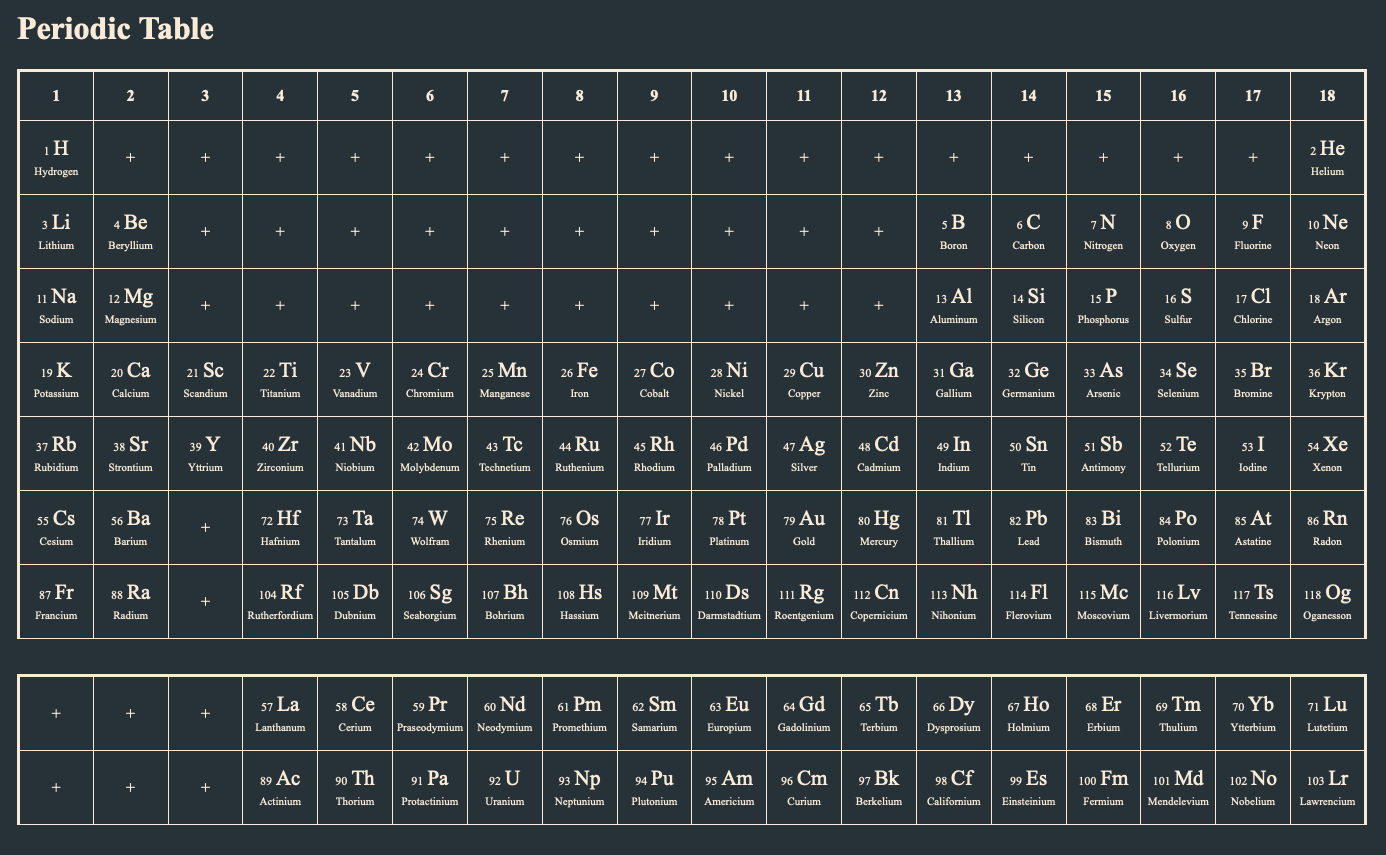 Periodic Table
1 2 3 4 5 6 7 8 9 10 11 12 13 14 15 16 17 18
1 H + + + + + + + + + + + + + + + + 2 He
Hydrogen Helium
3 Li 4 Be + + + + + + + + + + 5 B 6 C 7 N 8 O 9 F 10 Ne
Lithium Beryllium Boron Carbon Nitrogen Oxygen Fluorine Neon
11 Na 12 Mg + + + + + + + + + + 13 Al 14 Si 15 P 16 S 17 Cl 18 Ar
Sodium Magnesium Aluminum Silicon Phosphorus Sulfur Chlorine Argon
19 K 20 Ca 21 Sc 22 Ti 23 V 24 Cr 25 Mn 26 Fe 27 Co 28 Ni 29 Cu 30 Zn 31 Ga 32 Ge 33 As 34 Se 35 Br 36 Kr
Potassium Calcium Scandium Titanium Vanadium Chromium Manganese Iron Cobalt Nickel Copper Zinc Gallium Germanium Arsenic Selenium Bromine Krypton
37 Rb 38 Sr 39 Y 40 Zr 41 Nb 42 Mo 43 Tc 44 Ru 45 Rh 46 Pd 47 Ag 48 Cd 49 In 50 Sn 51 Sb 52 Te 53 I 54 Xe
Rubidium Strontium Yttrium Zirconium Niobium Molybdenum Technetium Ruthenium Rhodium Palladium Silver Cadmium Indium Tin Antimony Tellurium Iodine Xenon
55 Cs 56 Ba + 72 Hf 73 Ta 74 W 75 Re 76 Os 77 Ir 78 Pt 79 Au 80 Hg 81 Tl 82 Pb 83 Bi 84 Po 85 At 86 Rn
Cesium Barium Hafnium Tantalum Wolfram Rhenium Osmium Iridium Platinum Gold Mercury Thallium Lead Bismuth Polonium Astatine Radon
87 Fr 88 Ra + 104 Rf 105 Db 106 Sg 107 Bh 108 Hs 109 Mt 110 Ds 111 Rg 112 Cn 113 Nh 114 Fl 115 Mc 116 Lv 117 Ts 118 Og
Francium Radium Rutherfordium Dubnium Seaborgium Bohrium Hassium Meitnerium Darmstadtium Roentgenium Copernicium Nihonium Flerovium Moscovium Livermorium Tennessine Oganesson
+ + + 57 La 58 Ce 59 Pr 60 Nd 61 Pm 62 Sm 63 Eu 64 Gd 65 Tb 66 Dy 67 Ho 68 Er 69 Tm 70 Yb 71 Lu
Lanthanum Cerium Praseodymium Neodymium Promethium Samarium Europium Gadolinium Terbium Dysprosium Holmium Erbium Thulium Ytterbium Lutetium
+ + + 89 Ac 90 Th 91 Pa 92 U 93 Np 94 Pu 95 Am 96 Cm 97 Bk 98 Cf 99 Es 100 Fm 101 Md 102 No 103 Lr
Actinium Thorium Protactinium Uranium Neptunium Plutonium Americium Curium Berkelium Californium Einsteinium Fermium Mendelevium Nobelium Lawrencium